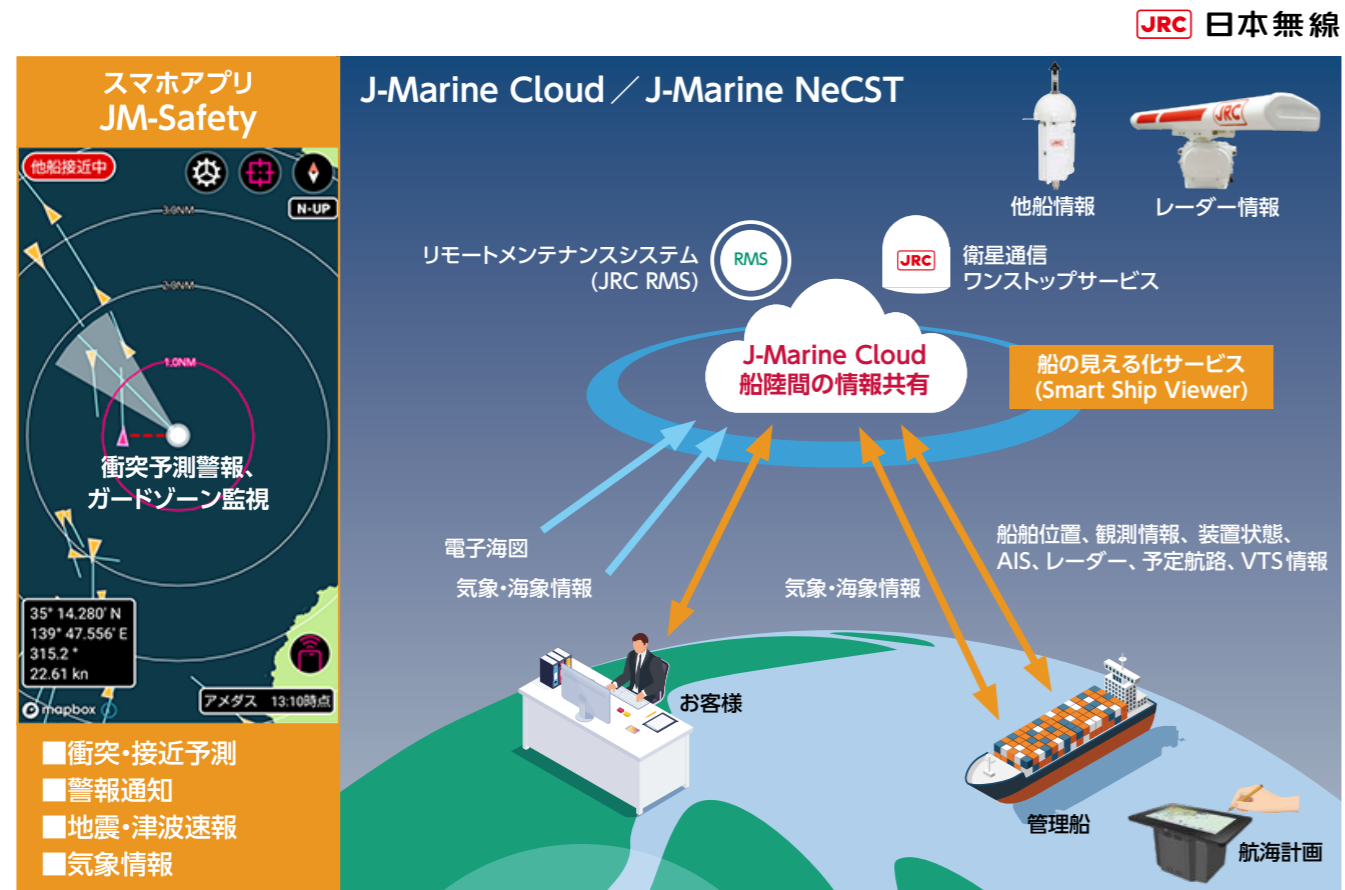 JRC 日本無線
スマホアプリ
JM-Safety
他船接近中
N-UP
3.0NM
2.0NM
1.0NM
衝突予測警報、
ガードゾーン監視
35° 14.280' N
139° 47.556' E
315.2 °
22.61 kn
mapbox
アメダス 13:10時点
■衝突・接近予測
■警報通知
■地震・津波速報
■気象情報
J-Marine Cloud／J-Marine NeCST
JRC
JRC
他船情報
レーダー情報
リモートメンテナンスシステム
(JRC RMS)
RMS
JRC
衛星通信
ワンストップサービス
J-Marine Cloud
船陸間の情報共有
船の見える化サービス
(Smart Ship Viewer)
電子海図
気象・海象情報
気象・海象情報
船舶位置、観測情報、装置状態、
AIS、レーダー、予定航路、VTS情報
お客様
管理船
航海計画